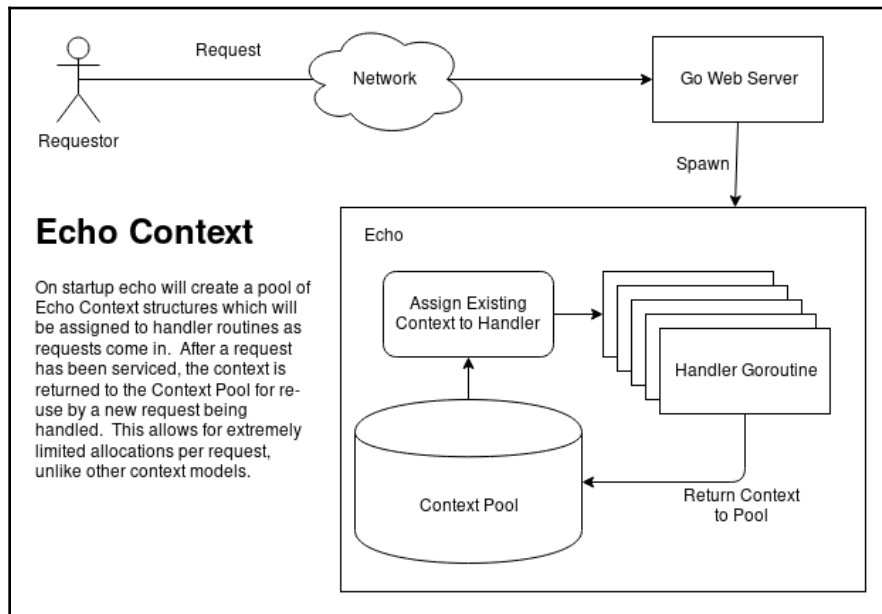 Request
Network
Go Web Server
Requestor
Spawn
Echo Context
On startup echo will create a pool of
Echo Context structures which will
be assigned to handler routines as
requests come in.  After a request
has been serviced, the context is
returned to the Context Pool for re-
use by a new request being
handled.  This allows for extremely
limited allocations per request,
unlike other context models.
Echo
Assign Existing
Context to Handler
Handler Goroutine
Context Pool
Return Context
to Pool